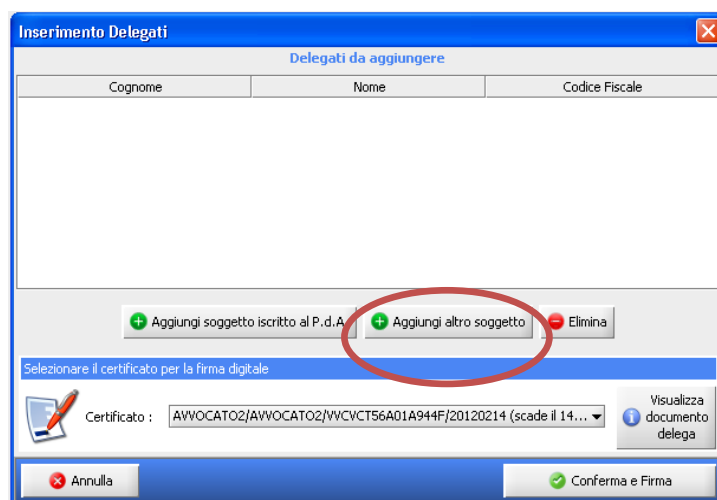 Inserimento Delegati
Delegati da aggiungere
Cognome Nome Codice Fiscale
Aggiungi soggetto iscritto al P.d.A. Aggiungi altro soggetto Elimina
Selezionare il certificato per la firma digitale
Certificato : AVVOCATO2/AVVOCATO2/VVCVCT56A01A944F/20120214 (scade il 14...
Visualizza
documento
delega
Annulla Conferma e Firma